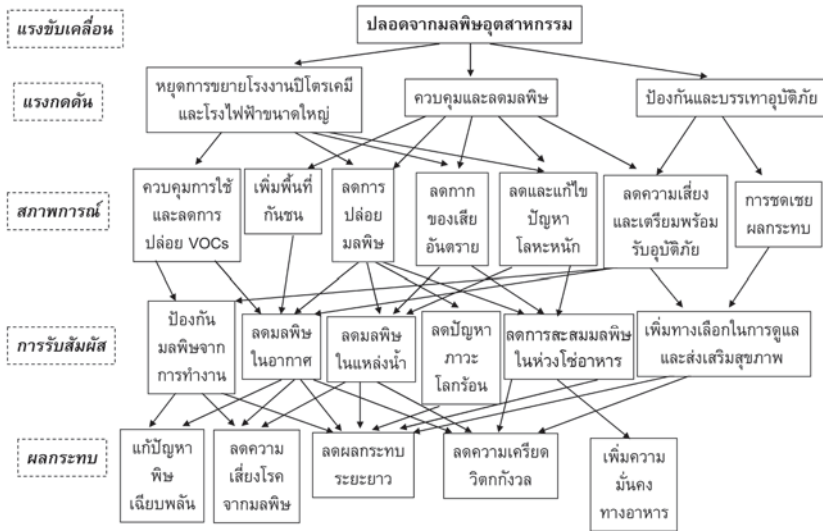 แรงขับเคลื่อน
ปลอดจากมลพิษอุตสาหกรรม
แรงกดดัน
หยุดการขยายโรงงานปิโตรเคมี
และโรงไฟฟ้าขนาดใหญ่
ควบคุมและลดมลพิษ
ป้องกันและบรรเทาอุบัติภัย
สภาพการณ์
ควบคุมการใช้
และลดการ
ปล่อย VOCs
เพิ่มพื้นที่
กันชน
ลดการ
ปล่อย
มลพิษ
ลดกาก
ของเสีย
อันตราย
ลดและแก้ไข
ปัญหา
โลหะหนัก
ลดความเสี่ยง
และเตรียมพร้อม
รับอุบัติภัย
การชดเชย
ผลกระทบ
การรับสัมผัส
ป้องกัน
มลพิษจาก
การทำงาน
ลดมลพิษ
ในอากาศ
ลดมลพิษ
ในแหล่งน้ำ
ลดปัญหา
ภาวะ
โลกร้อน
ลดการสะสมมลพิษ
ในห่วงโซ่อาหาร
เพิ่มทางเลือกในการดูแล
และส่งเสริมสุขภาพ
ผลกระทบ
แก้ปัญหา
พิษ
เฉียบพลัน
ลดความ
เสี่ยงโรค
จากมลพิษ
ลดผลกระทบ
ระยะยาว
ลดความเครียด
วิตกกังวล
เพิ่มความ
มั่นคง
ทางอาหาร